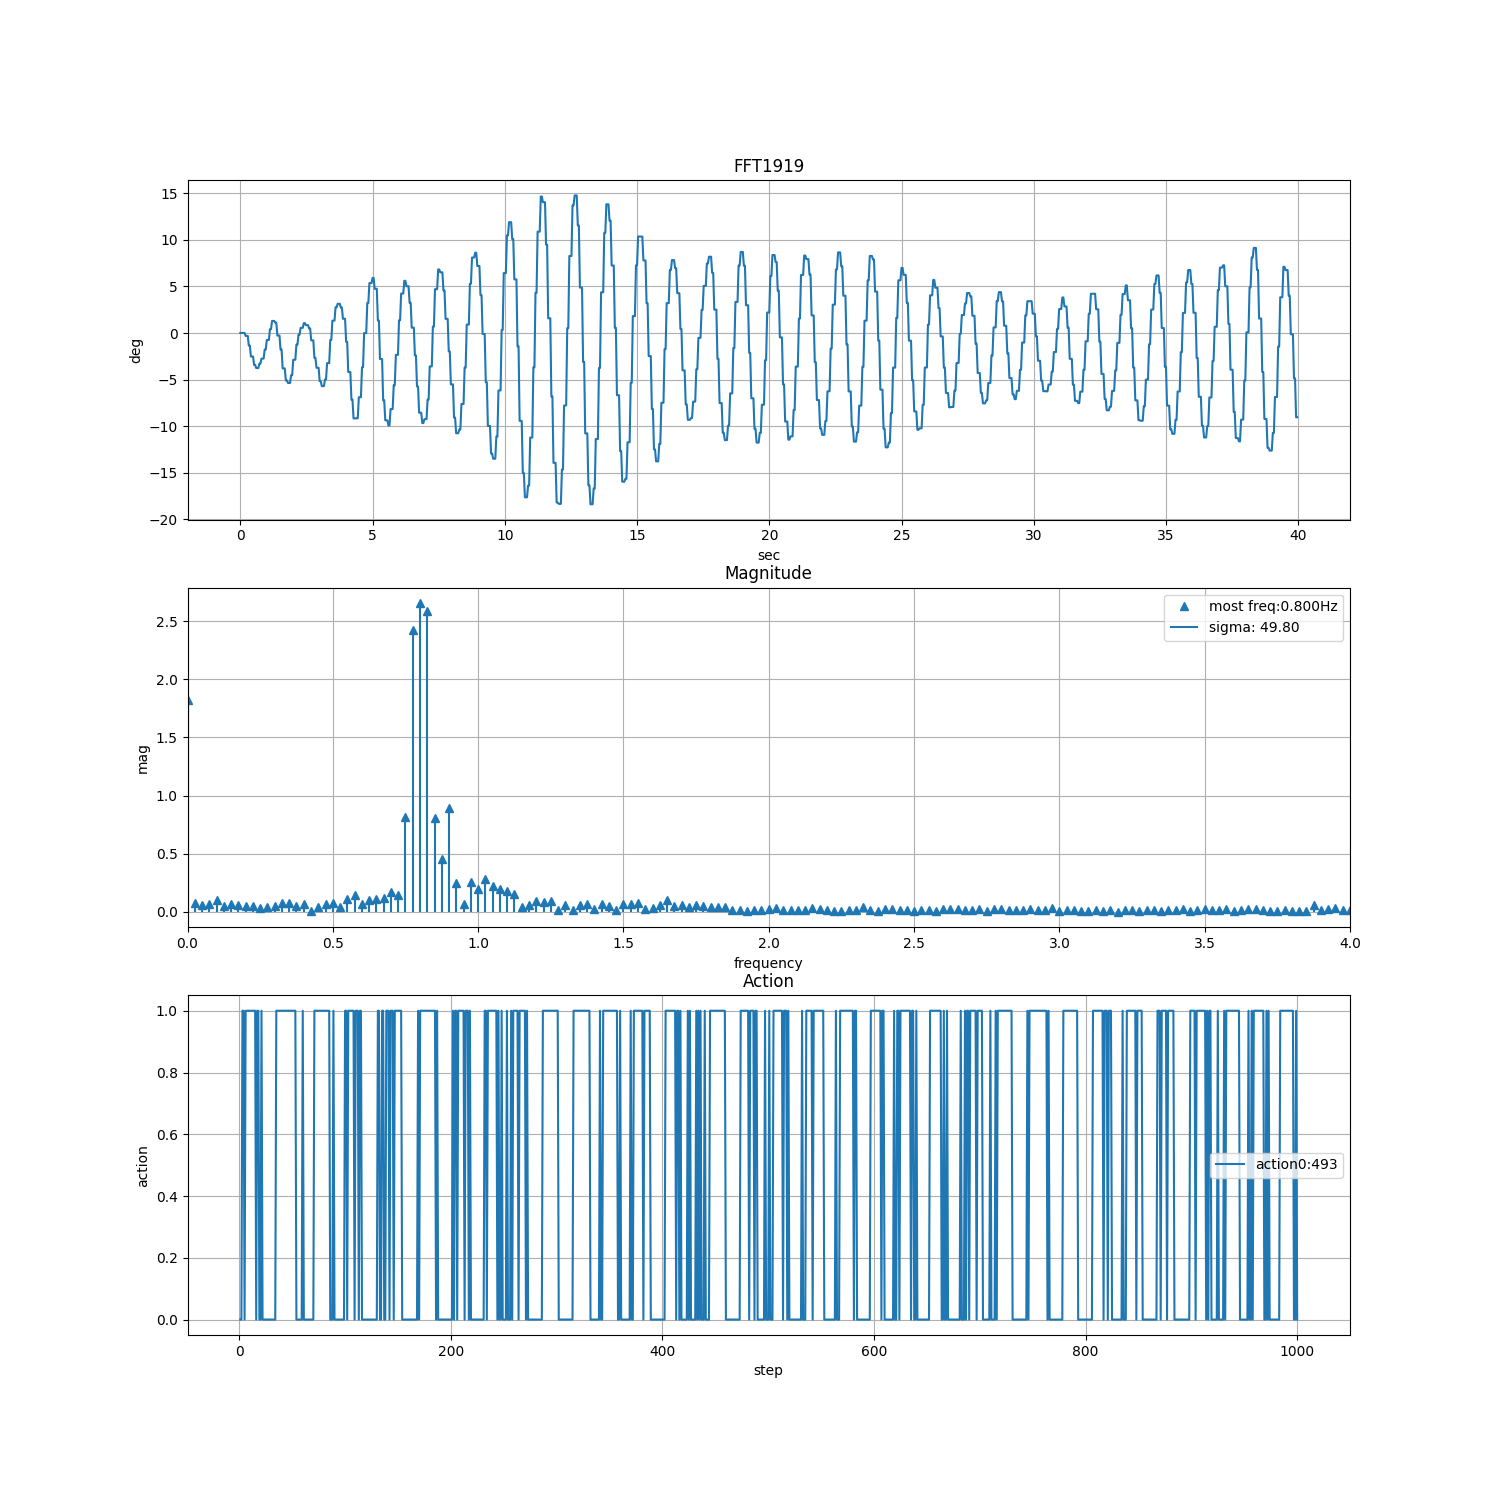 FFT1919
15
10
5
0
−5
−10
−15
−20
deg
0 5 10 15 20 25 30 35 40
sec
Magnitude
most freq:0.800Hz
sigma: 49.80
2.5
2.0
1.5
1.0
0.5
0.0
mag
0.0 0.5 1.0 1.5 2.0 2.5 3.0 3.5 4.0
frequency
Action
1.0
0.8
0.6
0.4
0.2
0.0
action
action0:493
0 200 400 600 800 1000
step